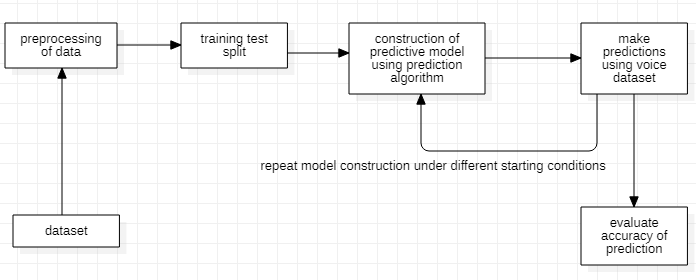 preprocessing
of data
training test
split
construction of
predictive model
using prediction
algorithm
make
predictions
using voice
dataset
repeat model construction under different starting conditions
dataset
evaluate
accuracy of
prediction